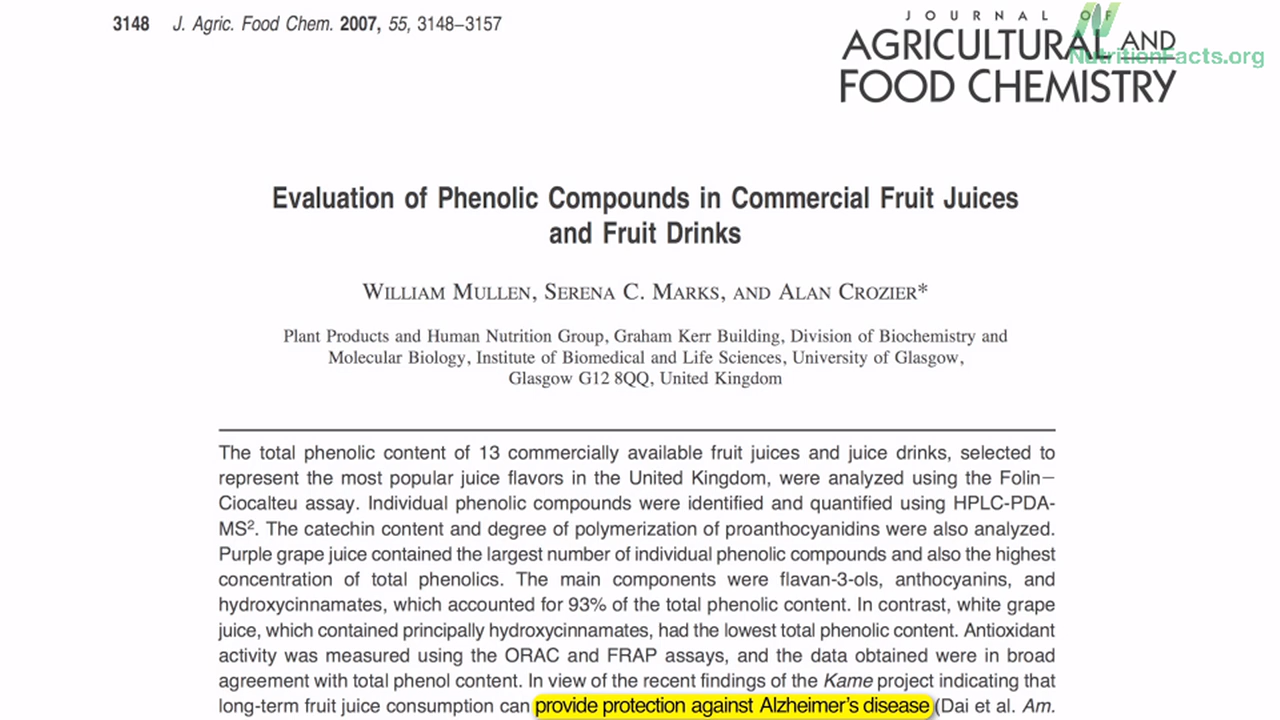 3148 J. Agric. Food Chem. 2007, 55, 3148−3157
JOURNAL OF
AGRICULTURAL AND
FOOD CHEMISTRY
NutritionFacts.org
Evaluation of Phenolic Compounds in Commercial Fruit Juices
and Fruit Drinks
WILLIAM MULLEN, SERENA C. MARKS, AND ALAN CROZIER*
Plant Products and Human Nutrition Group, Graham Kerr Building, Division of Biochemistry and
Molecular Biology, Institute of Biomedical and Life Sciences, University of Glasgow,
Glasgow G12 8QQ, United Kingdom
The total phenolic content of 13 commercially available fruit juices and juice drinks, selected to
represent the most popular juice flavors in the United Kingdom, were analyzed using the Folin−
Ciocalteu assay. Individual phenolic compounds were identified and quantified using HPLC-PDA-
MS². The catechin content and degree of polymerization of proanthocyanidins were also analyzed.
Purple grape juice contained the largest number of individual phenolic compounds and also the highest
concentration of total phenolics. The main components were flavan-3-ols, anthocyanins, and
hydroxycinnamates, which accounted for 93% of the total phenolic content. In contrast, white grape
juice, which contained principally hydroxycinnamates, had the lowest total phenolic content. Antioxidant
activity was measured using the ORAC and FRAP assays, and the data obtained were in broad
agreement with total phenol content. In view of the recent findings of the Kame project indicating that
long-term fruit juice consumption can provide protection against Alzheimer's disease (Dai et al. Am.